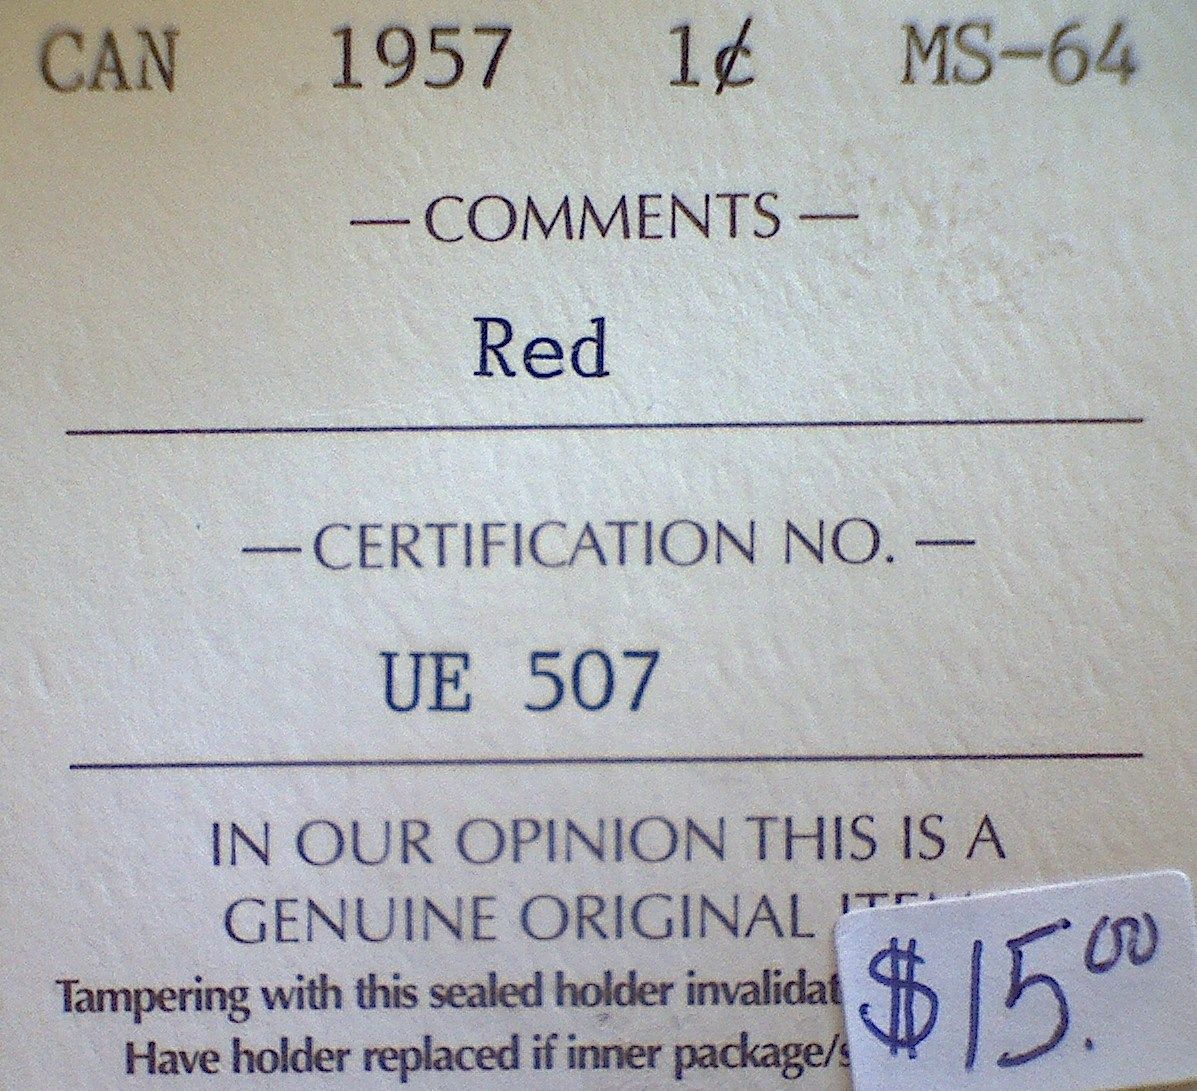 CAN 1957 1¢ MS-64
— COMMENTS —
Red
— CERTIFICATION NO. —
UE 507
IN OUR OPINION THIS IS A
GENUINE ORIGINAL
Tampering with this sealed holder
Have holder replaced if inner
$15.00